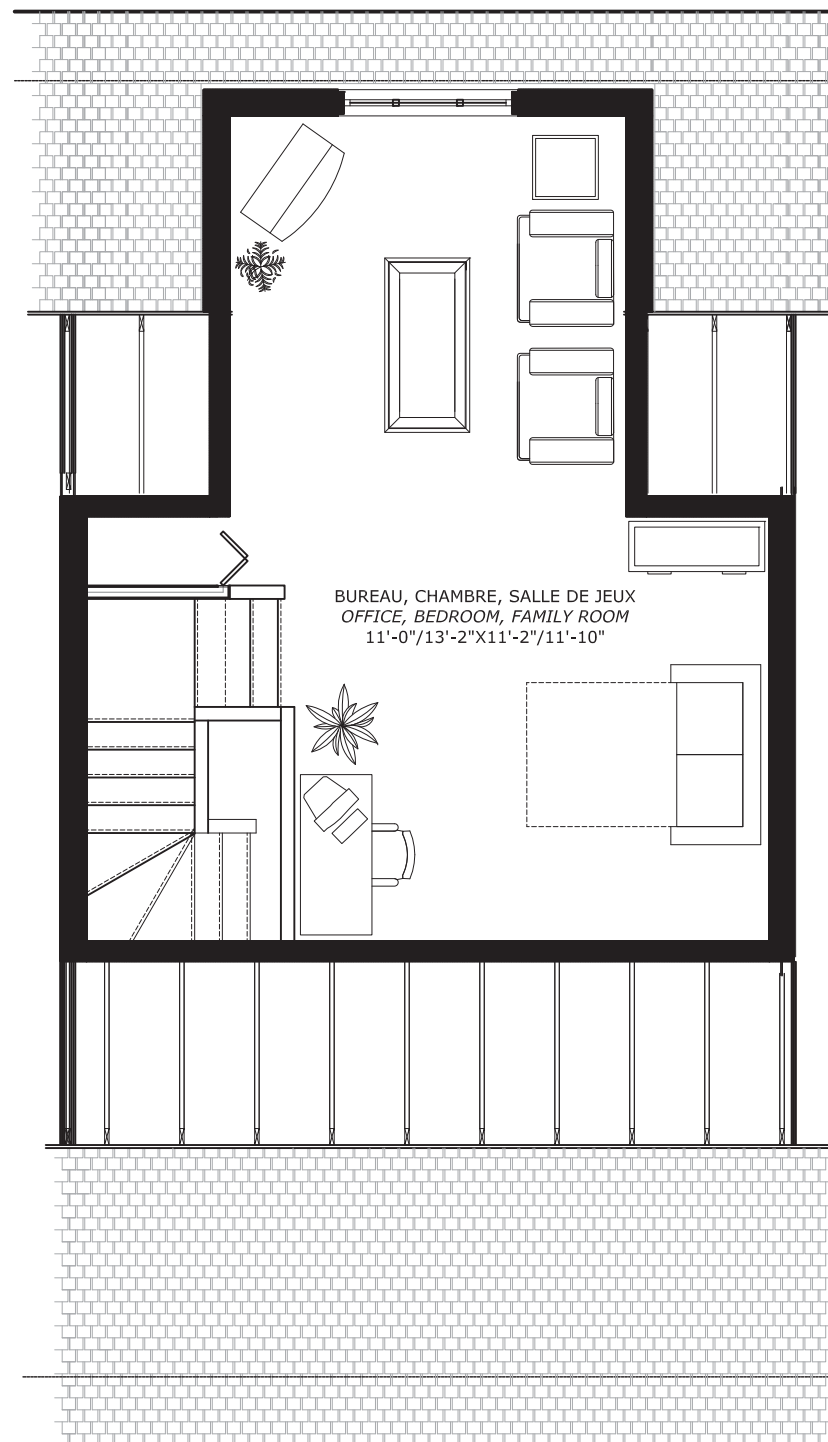 BUREAU, CHAMBRE, SALLE DE JEUX
OFFICE, BEDROOM, FAMILY ROOM
11'-0"/13'-2"X11'-2"/11'-10"